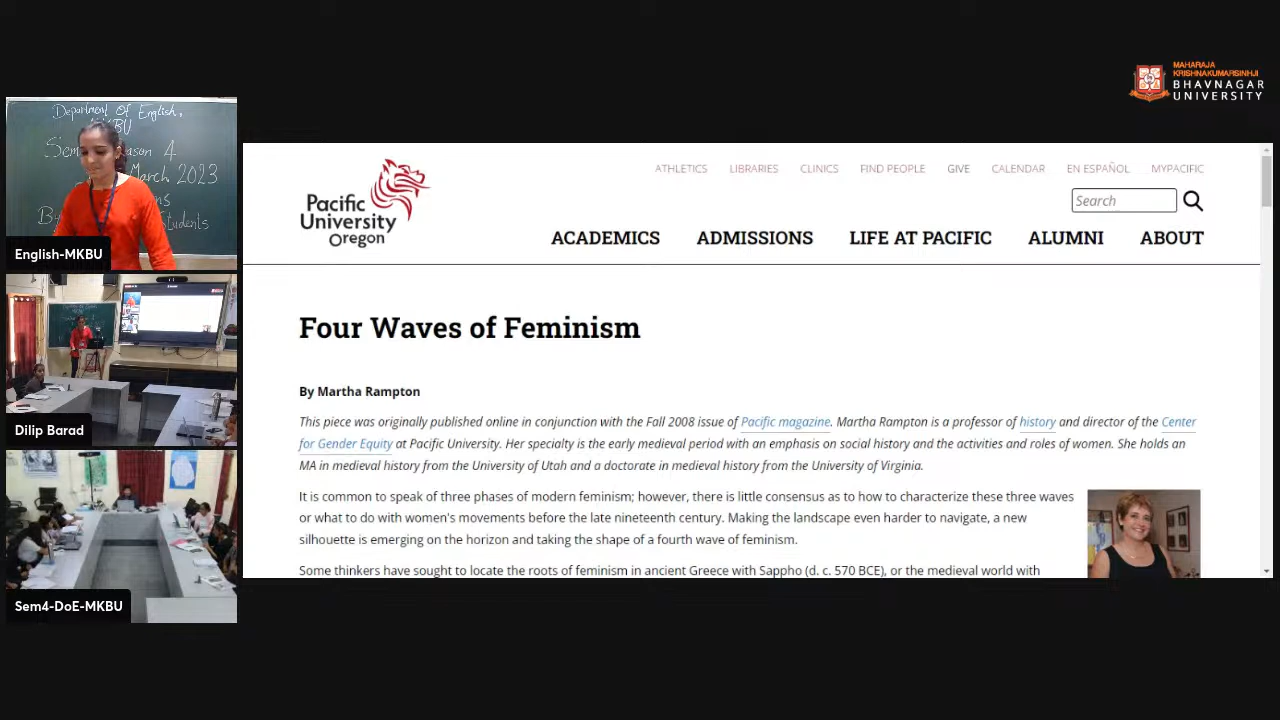 MAHARAJA
KRISHNAKUMARSINHJI
BHAVNAGAR
UNIVERSITY
Department Of English,
MKBU
ason 4
March 2023
By
Students
English-MKBU
Dilip Barad
Sem4-DoE-MKBU
Pacific
University
Oregon
ATHLETICS LIBRARIES CLINICS FIND PEOPLE GIVE CALENDAR EN ESPAÑOL MYPACIFIC
Search
ACADEMICS ADMISSIONS LIFE AT PACIFIC ALUMNI ABOUT
Four Waves of Feminism
By Martha Rampton
This piece was originally published online in conjunction with the Fall 2008 issue of Pacific magazine. Martha Rampton is a professor of history and director of the Center
for Gender Equity at Pacific University. Her specialty is the early medieval period with an emphasis on social history and the activities and roles of women. She holds an
MA in medieval history from the University of Utah and a doctorate in medieval history from the University of Virginia.
It is common to speak of three phases of modern feminism; however, there is little consensus as to how to characterize these three waves
or what to do with women's movements before the late nineteenth century. Making the landscape even harder to navigate, a new
silhouette is emerging on the horizon and taking the shape of a fourth wave of feminism.
Some thinkers have sought to locate the roots of feminism in ancient Greece with Sappho (d. c. 570 BCE), or the medieval world with